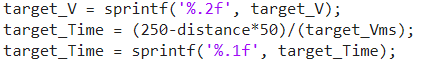 target_V = sprintf('%.2f', target_V);
target_Time = (250-distance*50)/(target_Vms);
target_Time = sprintf('%.1f', target_Time);